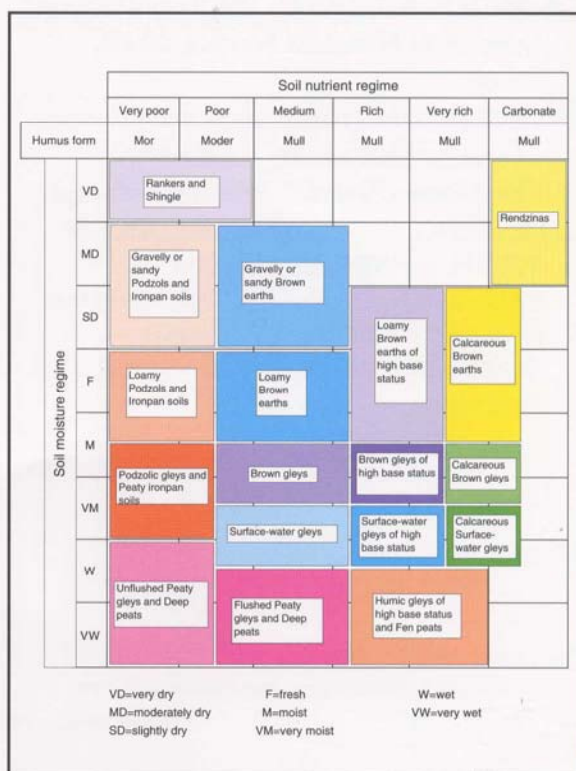 Soil nutrient regime
Very poor Poor Medium Rich Very rich Carbonate
Humus form Mor Moder Mull Mull Mull Mull
Soil moisture regime
VD
MD
SD
F
M
VM
W
VW
Rankers and
Shingle
Rendzinas
Gravelly or
sandy
Podzols and
Ironpan soils
Gravelly or
sandy Brown
earths
Loamy
Brown
earths of
high base
status
Calcareous
Brown
earths
Loamy
Podzols and
Ironpan soils
Loamy
Brown
earths
Podzolic gleys and
Peaty ironpan
soils
Brown gleys
Brown gleys of
high base status
Calcareous
Brown gleys
Surface-water gleys
Surface-water
gleys of high
base status
Calcareous
Surface-
water gleys
Unflushed Peaty
gleys and Deep
peats
Flushed Peaty
gleys and Deep
peats
Humic gleys of
high base status
and Fen peats
VD=very dry F=fresh W=wet
MD=moderately dry M=moist VW=very wet
SD=slightly dry VM=very moist